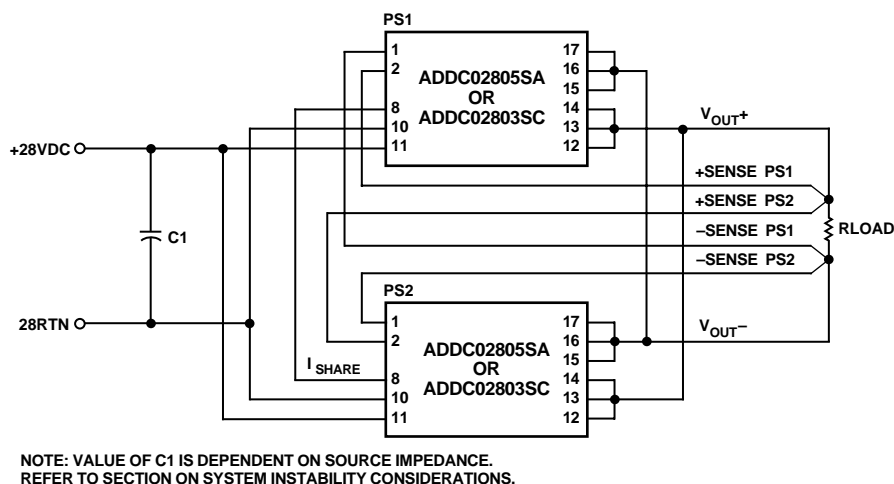 PS1
1
2
8
10
11
ADDC02805SA
OR
ADDC02803SC
17
16
15
14
13
12
+28VDC
C1
28RTN
VOUT+
+SENSE PS1
+SENSE PS2
–SENSE PS1
–SENSE PS2
RLOAD
VOUT–
ISHARE
PS2
1
2
8
10
11
ADDC02805SA
OR
ADDC02803SC
17
16
15
14
13
12
NOTE: VALUE OF C1 IS DEPENDENT ON SOURCE IMPEDANCE.
REFER TO SECTION ON SYSTEM INSTABILITY CONSIDERATIONS.